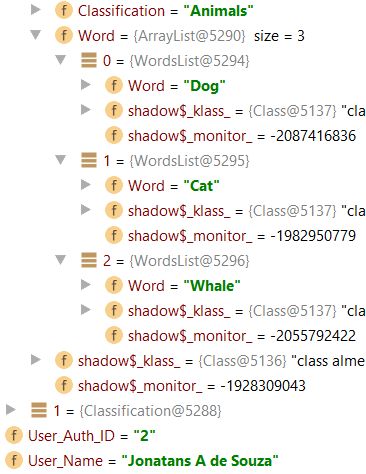 f Classification = "Animals"
f Word = {ArrayList@5290} size = 3
0 = {WordsList@5294}
f Word = "Dog"
f shadow$_klass_ = {Class@5137} "cla
f shadow$_monitor_ = -2087416836
1 = {WordsList@5295}
f Word = "Cat"
f shadow$_klass_ = {Class@5137} "cla
f shadow$_monitor_ = -1982950779
2 = {WordsList@5296}
f Word = "Whale"
f shadow$_klass_ = {Class@5137} "cla
f shadow$_monitor_ = -2055792422
f shadow$_klass_ = {Class@5136} "class alme
f shadow$_monitor_ = -1928309043
1 = {Classification@5288}
f User_Auth_ID = "2"
f User_Name = "Jonatans A de Souza"